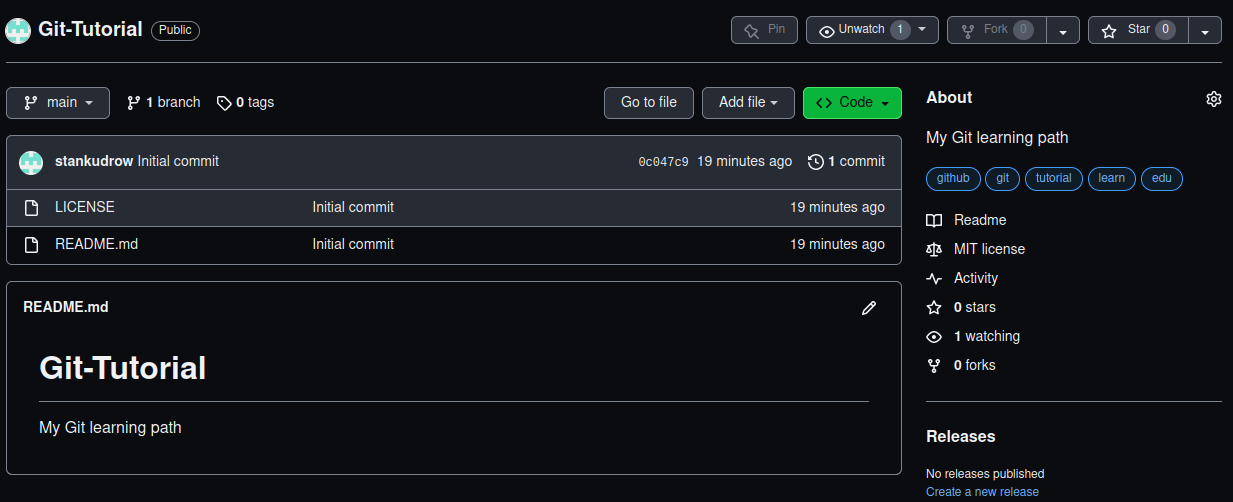 Git-Tutorial Public Pin Unwatch 1 Fork 0 Star 0
main 1 branch 0 tags Go to file Add file Code
stankudrow Initial commit 0c047c9 19 minutes ago 1 commit
LICENSE Initial commit 19 minutes ago
README.md Initial commit 19 minutes ago
README.md
Git-Tutorial
My Git learning path
About
My Git learning path
github git tutorial learn edu
Readme
MIT license
Activity
0 stars
1 watching
0 forks
Releases
No releases published
Create a new release